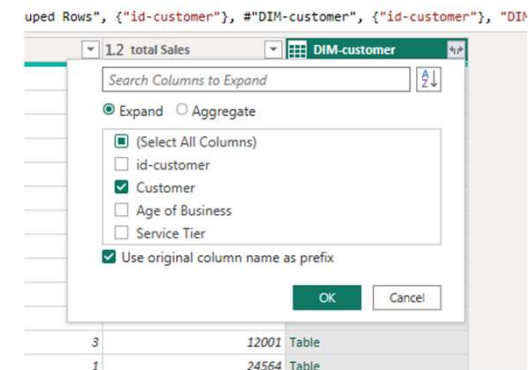 uped Rows", {"id-customer"}, #"DIM-customer", {"id-customer"}, "DIM
1.2 total Sales DIM-customer
Search Columns to Expand
Expand Aggregate
(Select All Columns)
id-customer
Customer
Age of Business
Service Tier
Use original column name as prefix
OK Cancel
3 12001 Table
1 24564 Table